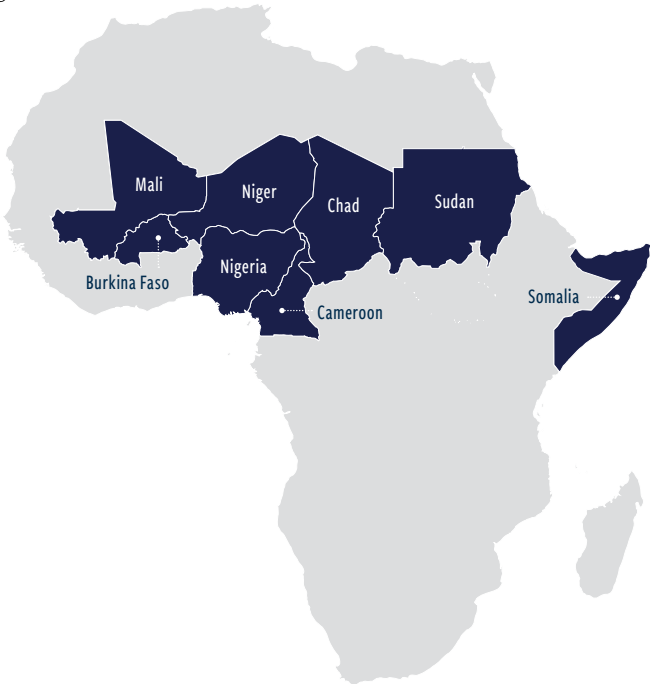 Mali
Niger
Chad
Sudan
Nigeria
Burkina Faso
Somalia
Cameroon